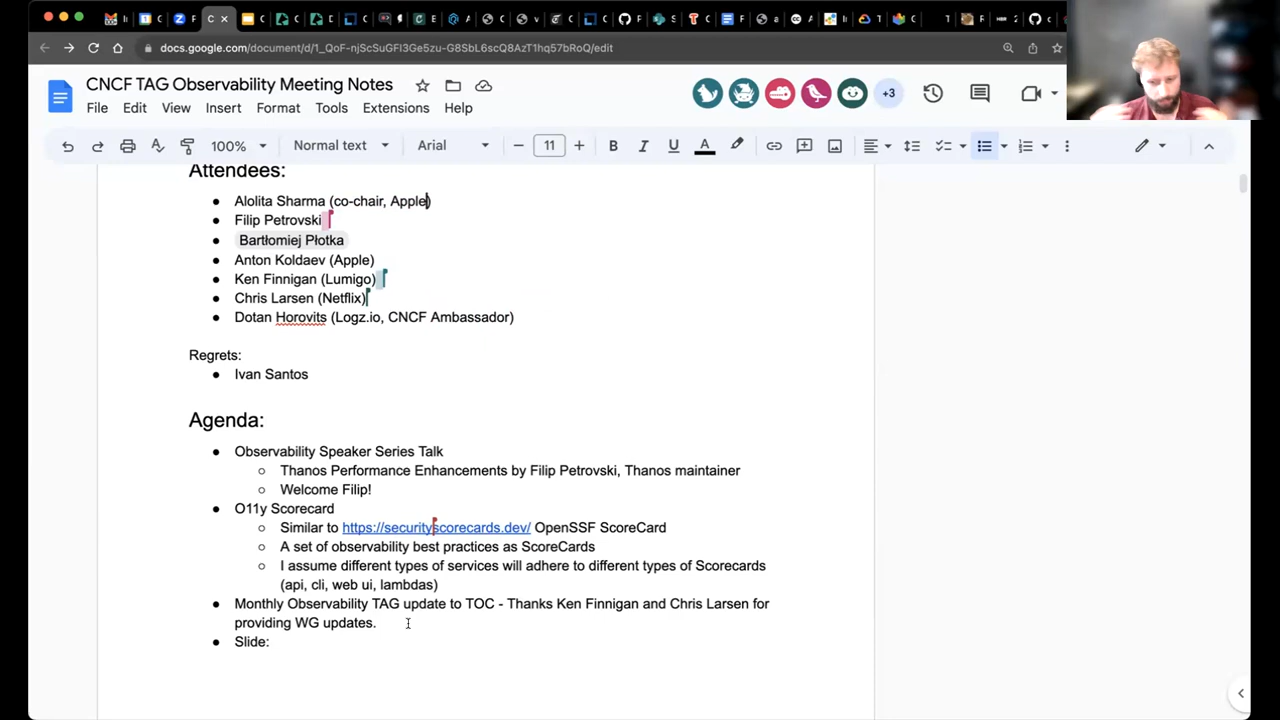 docs.google.com/document/d/1_QoF-njScSuGFI3Ge5zu-G8SbL6scQ8AzT1hq57bRoQ/edit
CNCF TAG Observability Meeting Notes
+3
File Edit View Insert Format Tools Extensions Help
100% Normal text Arial 11
Attendees:
Alolita Sharma (co-chair, Apple)
Filip Petrovski
Bartłomiej Płotka
Anton Koldaev (Apple)
Ken Finnigan (Lumigo)
Chris Larsen (Netflix)
Dotan Horovits (Logz.io, CNCF Ambassador)
Regrets:
Ivan Santos
Agenda:
Observability Speaker Series Talk
Thanos Performance Enhancements by Filip Petrovski, Thanos maintainer
Welcome Filip!
O11y Scorecard
Similar to https://securityscorecards.dev/ OpenSSF ScoreCard
A set of observability best practices as ScoreCards
I assume different types of services will adhere to different types of Scorecards
(api, cli, web ui, lambdas)
Monthly Observability TAG update to TOC - Thanks Ken Finnigan and Chris Larsen for
providing WG updates.
Slide: